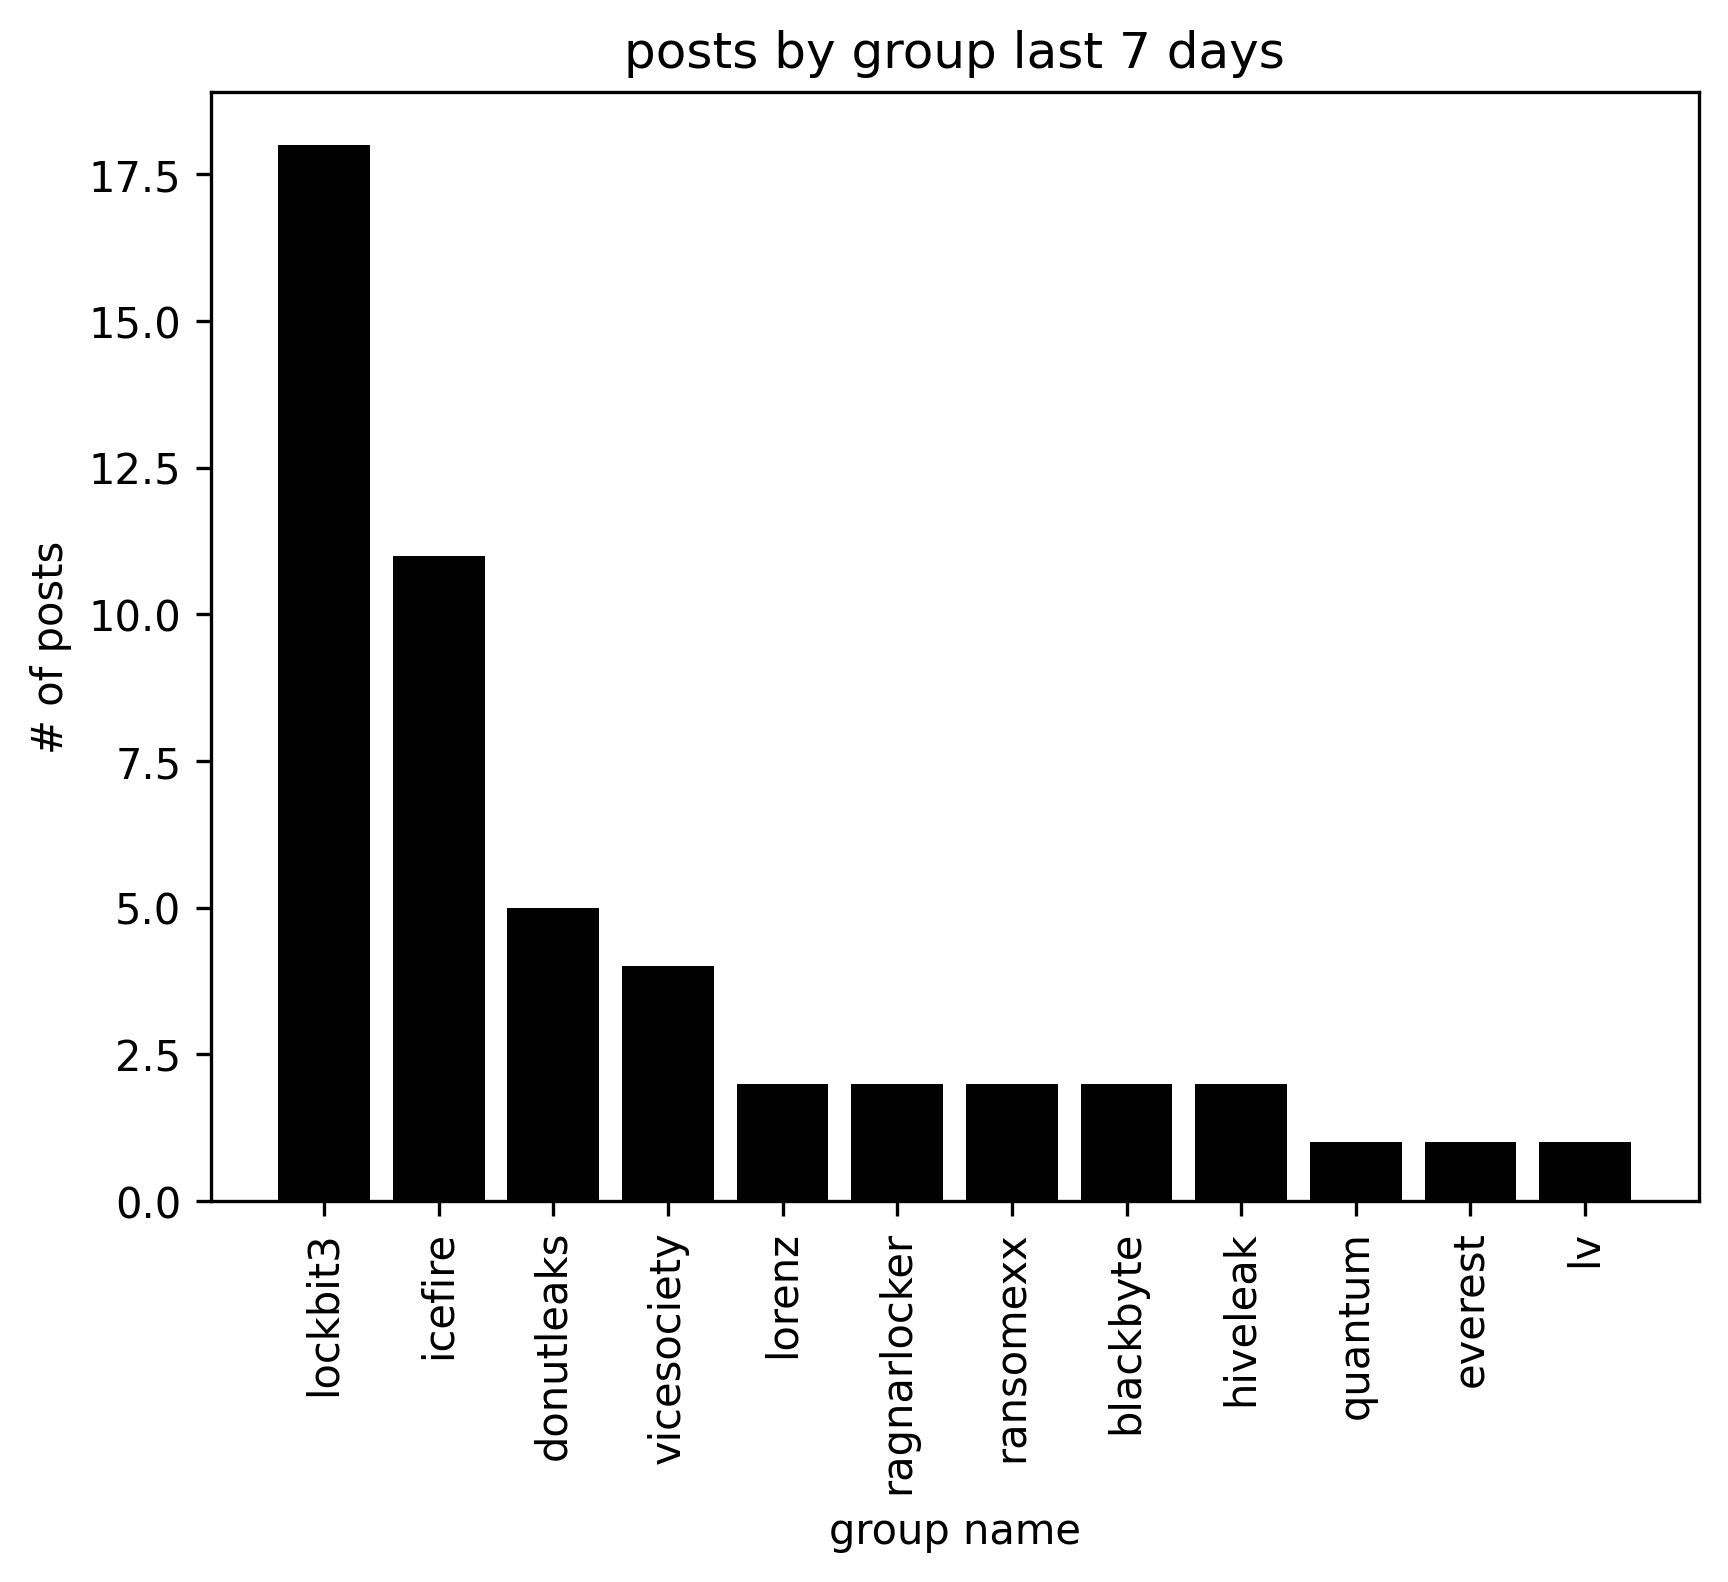 posts by group last 7 days
# of posts
17.5
15.0
12.5
10.0
7.5
5.0
2.5
0.0
lockbit3
icefire
donutleaks
vicesociety
lorenz
ragnarlocker
ransomexx
blackbyte
hiveleak
quantum
everest
lv
group name